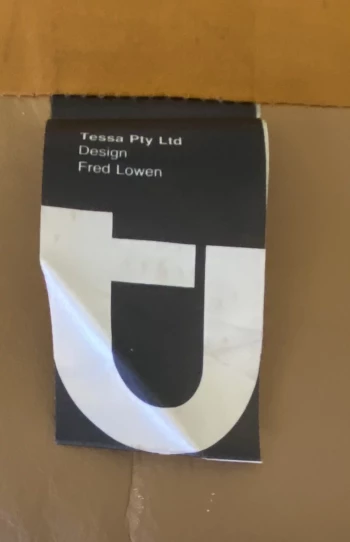 Tessa Pty Ltd
Design
Fred Lowen